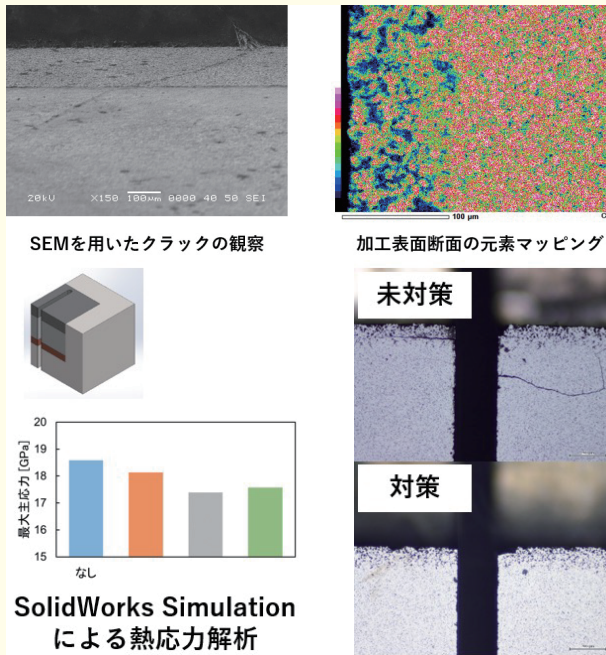 20kV X150 100μm 0000 40 50 SEI
SEMを用いたクラックの観察
100 μm
C
加工表面断面の元素マッピング
未対策
対策
最大主応力 [GPa]
20
19
18
17
16
15
なし
SolidWorks Simulation
による熱応力解析